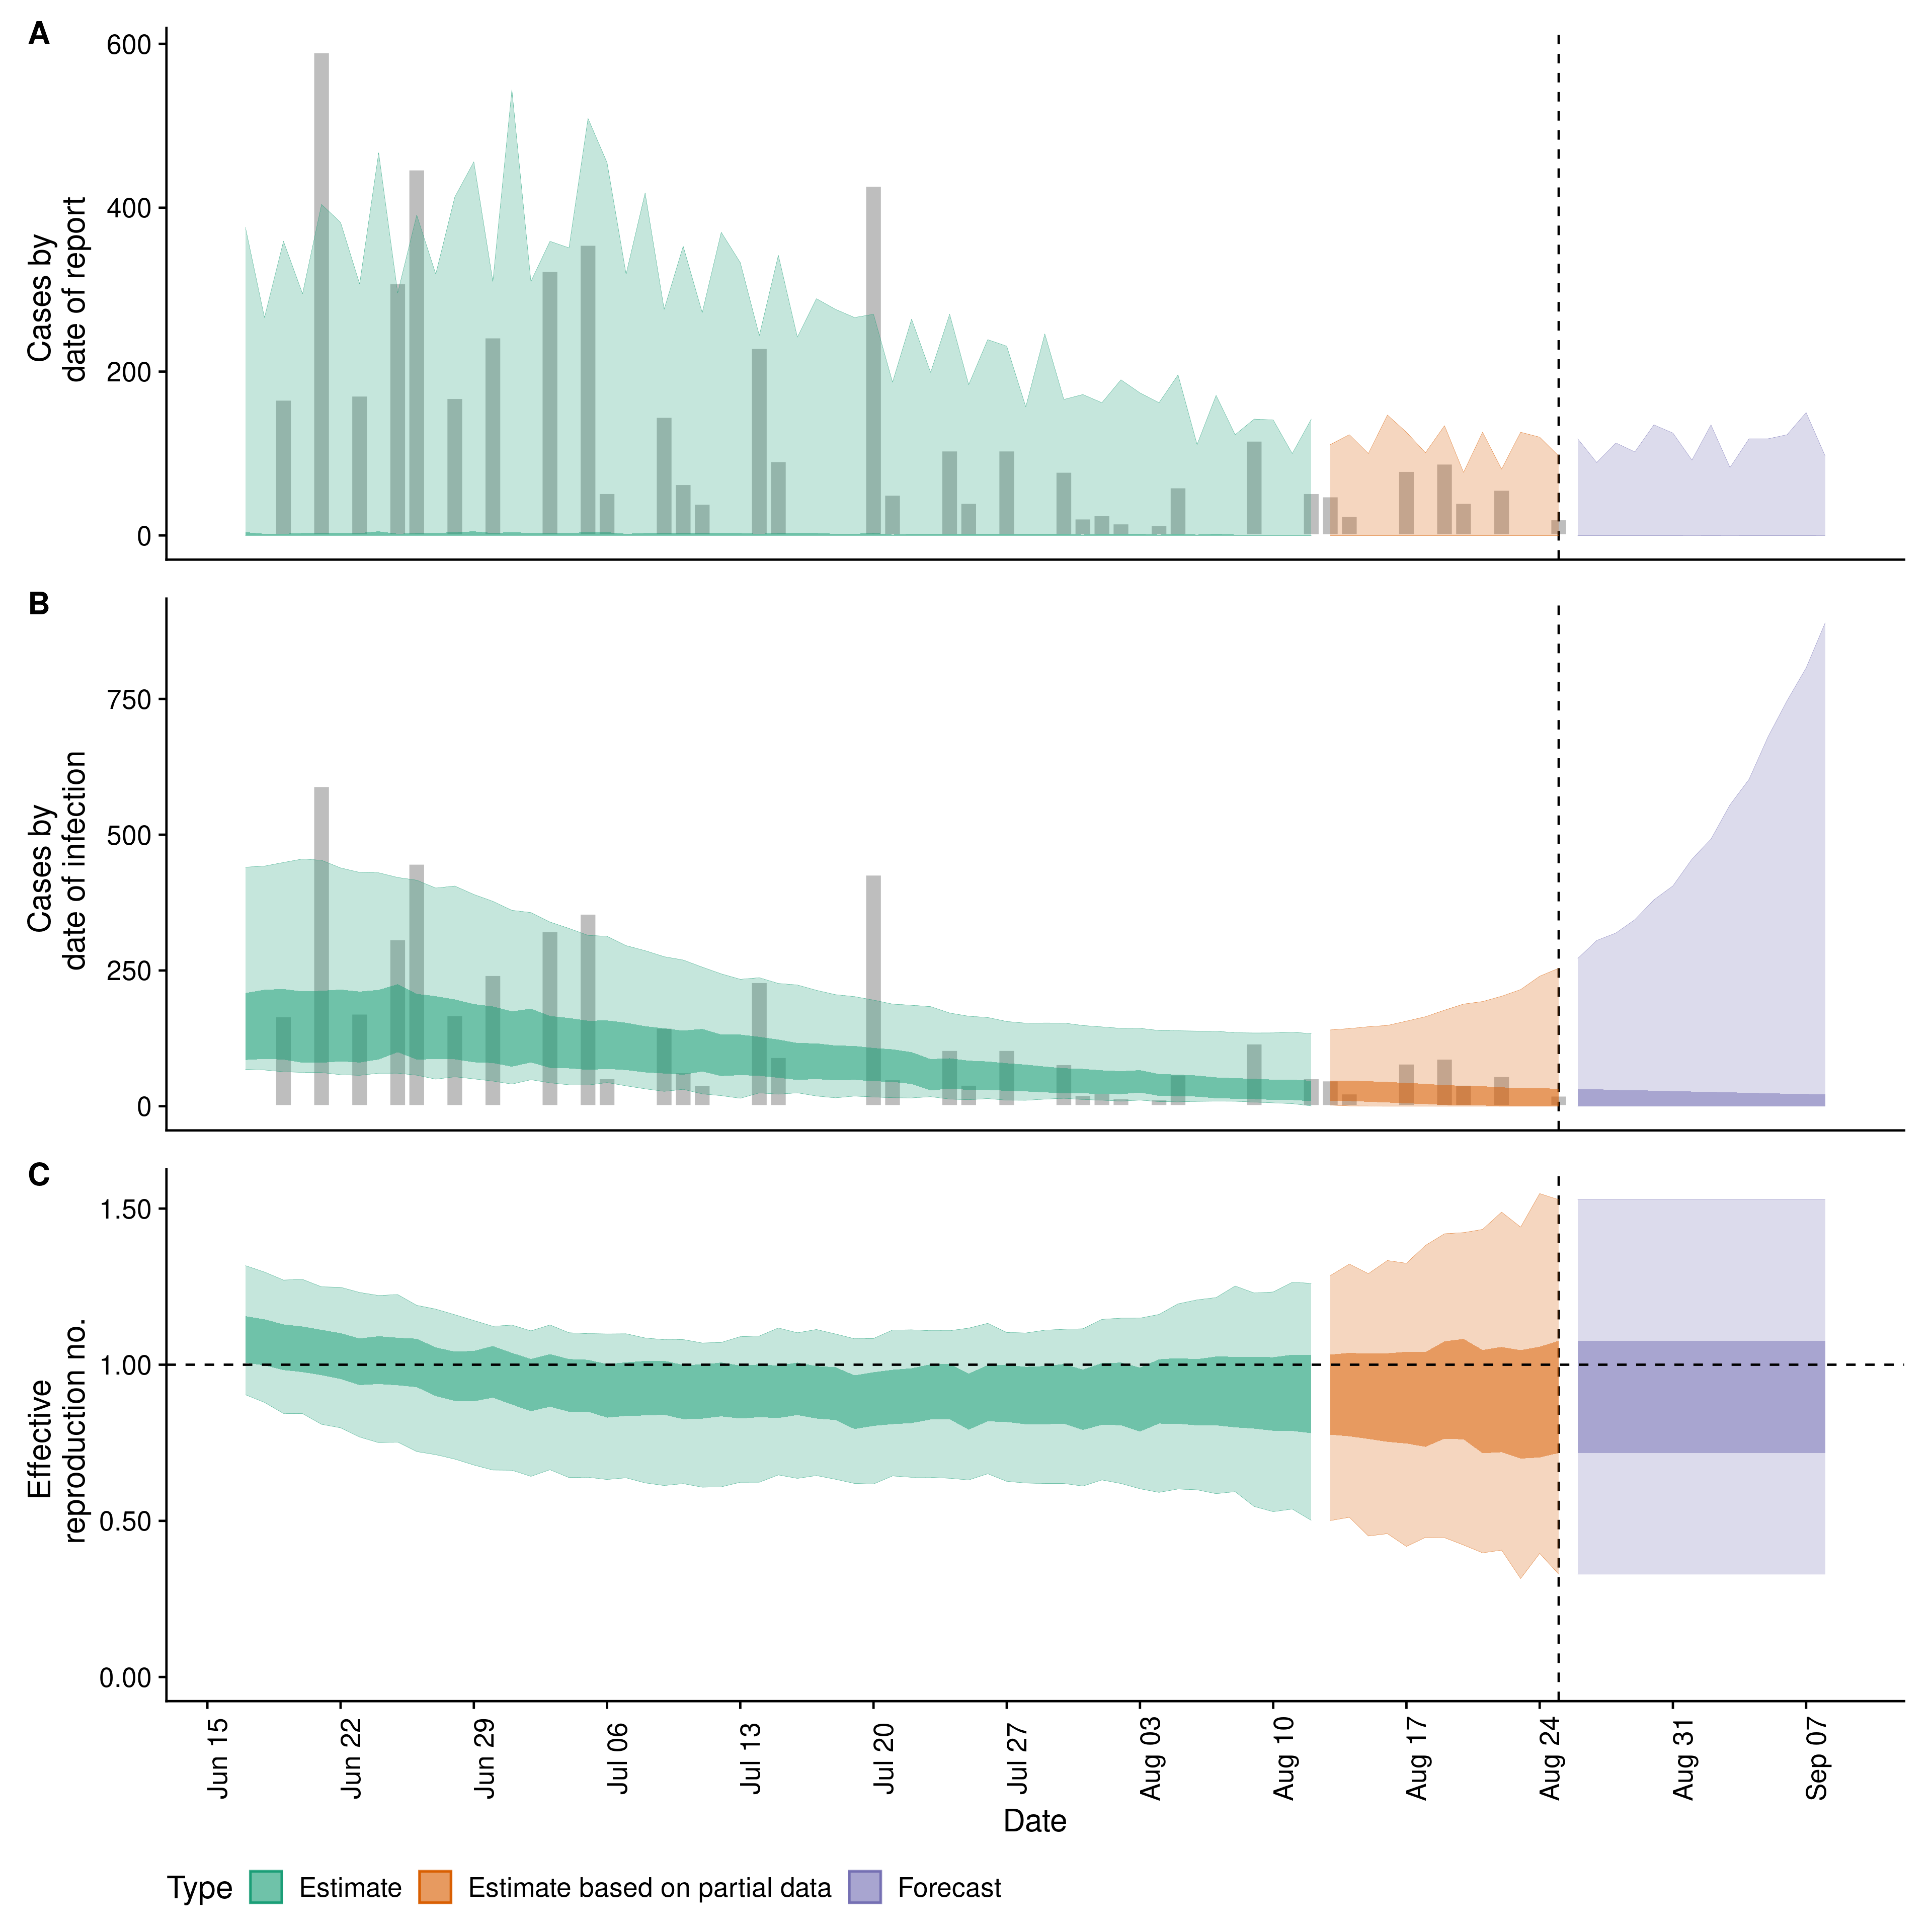 A
Cases by
date of report
600
400
200
0
B
Cases by
date of infection
750
500
250
0
C
Effective
reproduction no.
1.50
1.00
0.50
0.00
Jun 15
Jun 22
Jun 29
Jul 06
Jul 13
Jul 20
Jul 27
Aug 03
Aug 10
Aug 17
Aug 24
Aug 31
Sep 07
Date
Type Estimate Estimate based on partial data Forecast